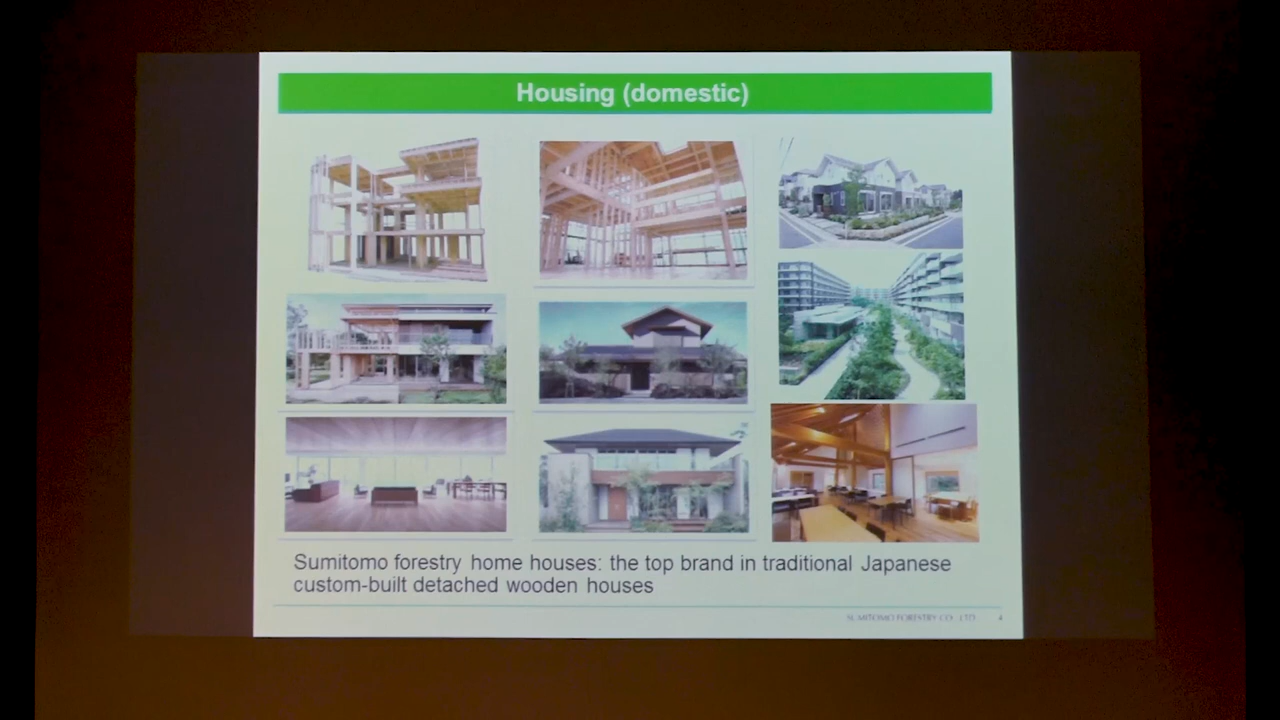 Housing (domestic)
Sumitomo forestry home houses: the top brand in traditional Japanese
custom-built detached wooden houses
SUMITOMO FORESTRY CO., LTD. 4